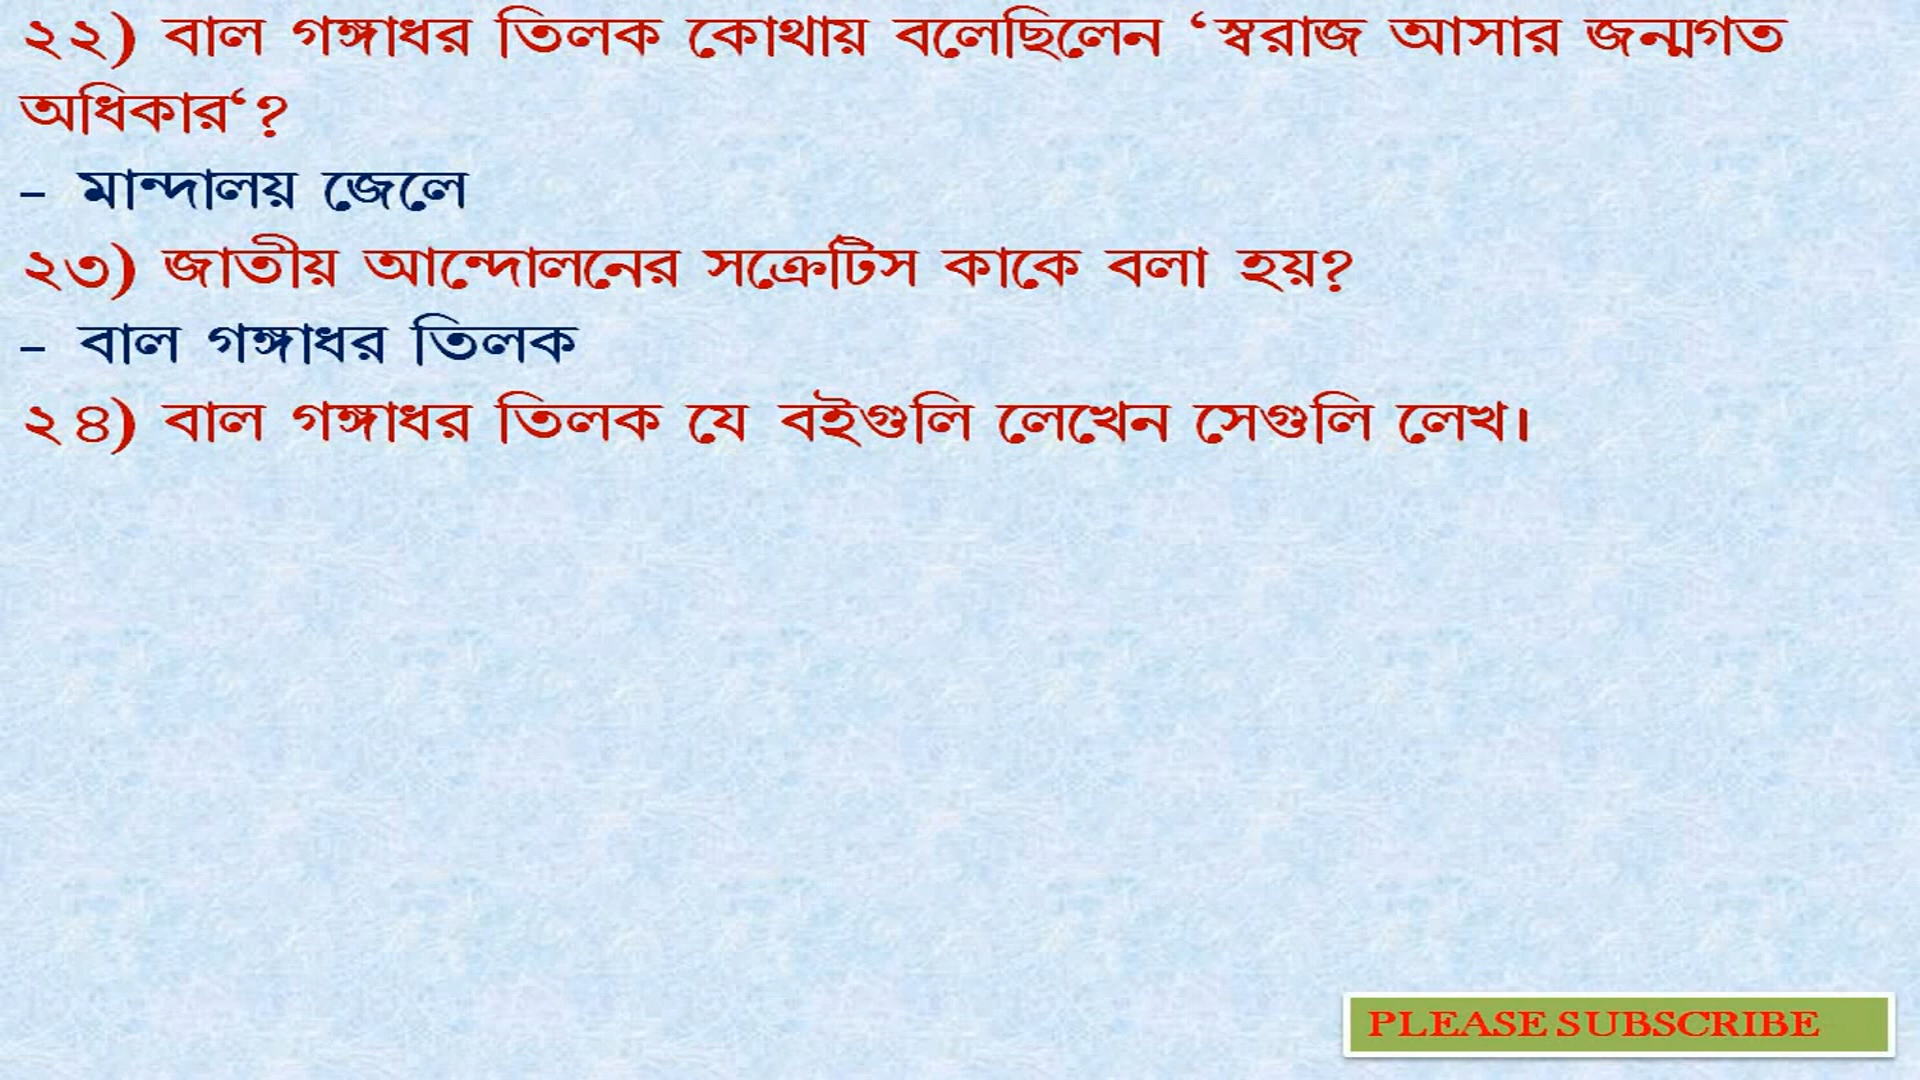 ২২) বাল গঙ্গাধর তিলক কোথায় বলেছিলেন ‘স্বরাজ আসার জন্মগত
অধিকার‘?
– মান্দালয় জেলে
২৩) জাতীয় আন্দোলনের সক্রেটিস কাকে বলা হয়?
– বাল গঙ্গাধর তিলক
২৪) বাল গঙ্গাধর তিলক যে বইগুলি লেখেন সেগুলি লেখ।
PLEASE SUBSCRIBE